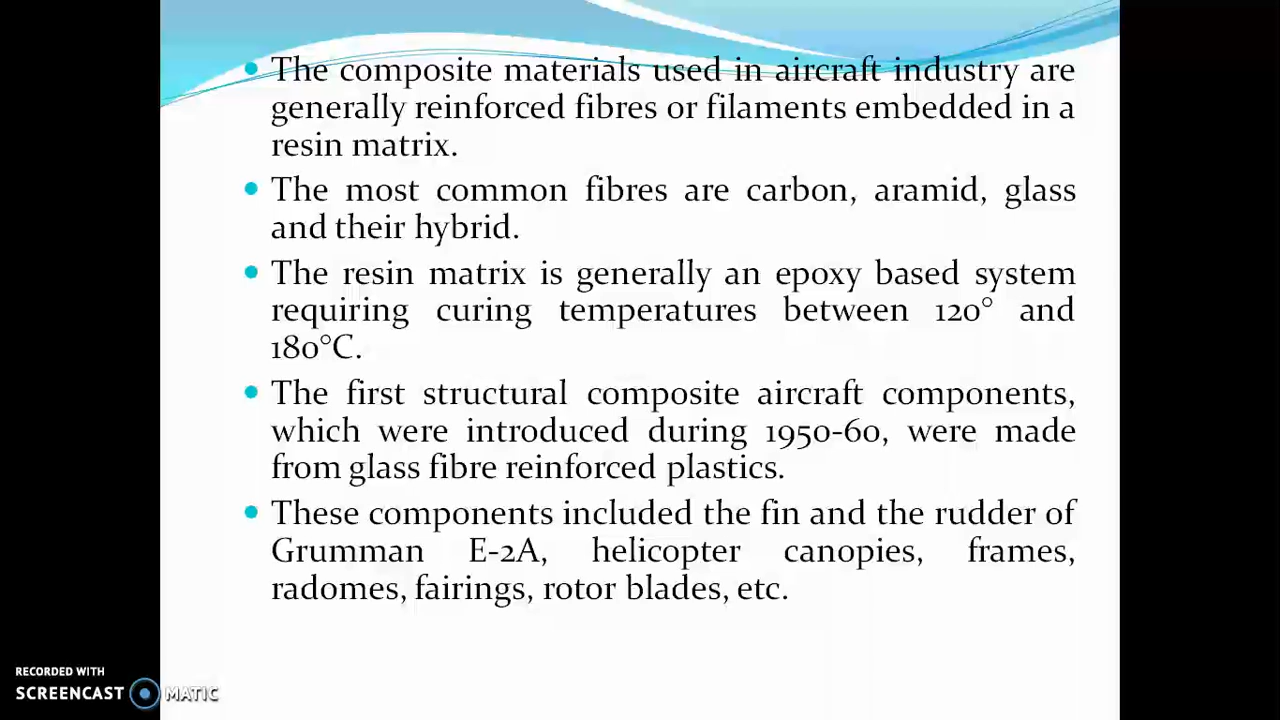 • The composite materials used in aircraft industry are
generally reinforced fibres or filaments embedded in a
resin matrix.
• The most common fibres are carbon, aramid, glass
and their hybrid.
• The resin matrix is generally an epoxy based system
requiring curing temperatures between 120° and
180°C.
• The first structural composite aircraft components,
which were introduced during 1950-60, were made
from glass fibre reinforced plastics.
• These components included the fin and the rudder of
Grumman E-2A, helicopter canopies, frames,
radomes, fairings, rotor blades, etc.
RECORDED WITH
SCREENCAST MATIC